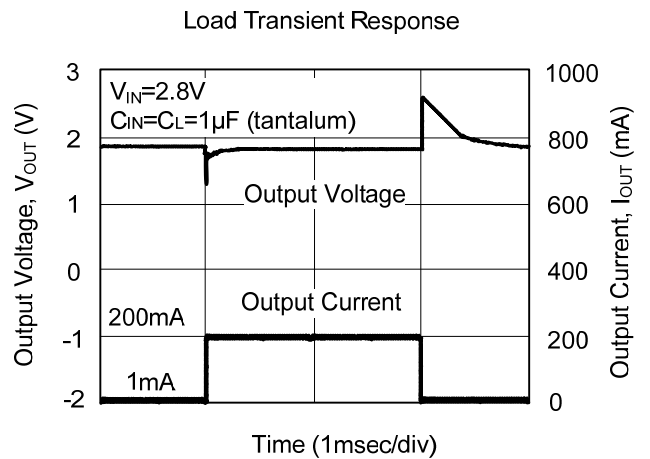 Load Transient Response
3
2
1
0
-1
-2
Output Voltage, VOUT (V)
VIN=2.8V
CIN=CL=1µF (tantalum)
Output Voltage
Output Current
200mA
1mA
1000
800
600
400
200
0
Output Current, IOUT (mA)
Time (1msec/div)